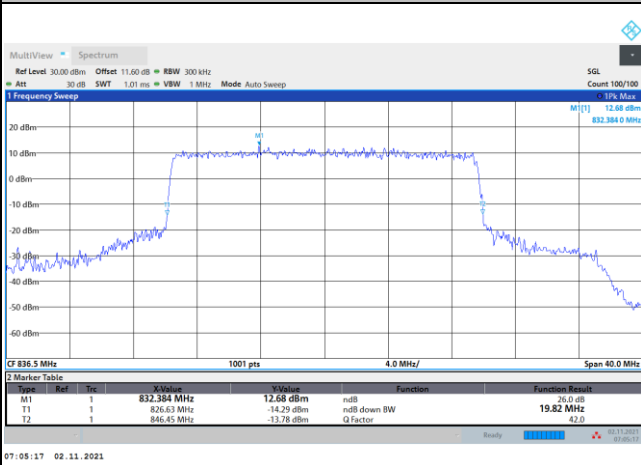 MultiView Spectrum
Ref Level 30.00 dBm Offset 11.60 dB RBW 300 kHz SGL
Att 30 dB SWT 1.01 ms VBW 1 MHz Mode Auto Sweep Count 100/100
1 Frequency Sweep 1Pk Max
M1[1] 12.68 dBm
832.384 0 MHz
20 dBm
M1
10 dBm
0 dBm
-10 dBm
-20 dBm
-30 dBm
-40 dBm
-50 dBm
-60 dBm
CF 836.5 MHz 1001 pts 4.0 MHz/ Span 40.0 MHz
2 Marker Table
Type Ref Trc X-Value Y-Value Function Function Result
M1 1 832.384 MHz 12.68 dBm ndB 26.0 dB
T1 1 826.63 MHz -14.29 dBm ndB down BW 19.82 MHz
T2 1 846.45 MHz -13.78 dBm Q Factor 42.0
Ready 02.11.2021
07:05:17
07:05:17 02.11.2021